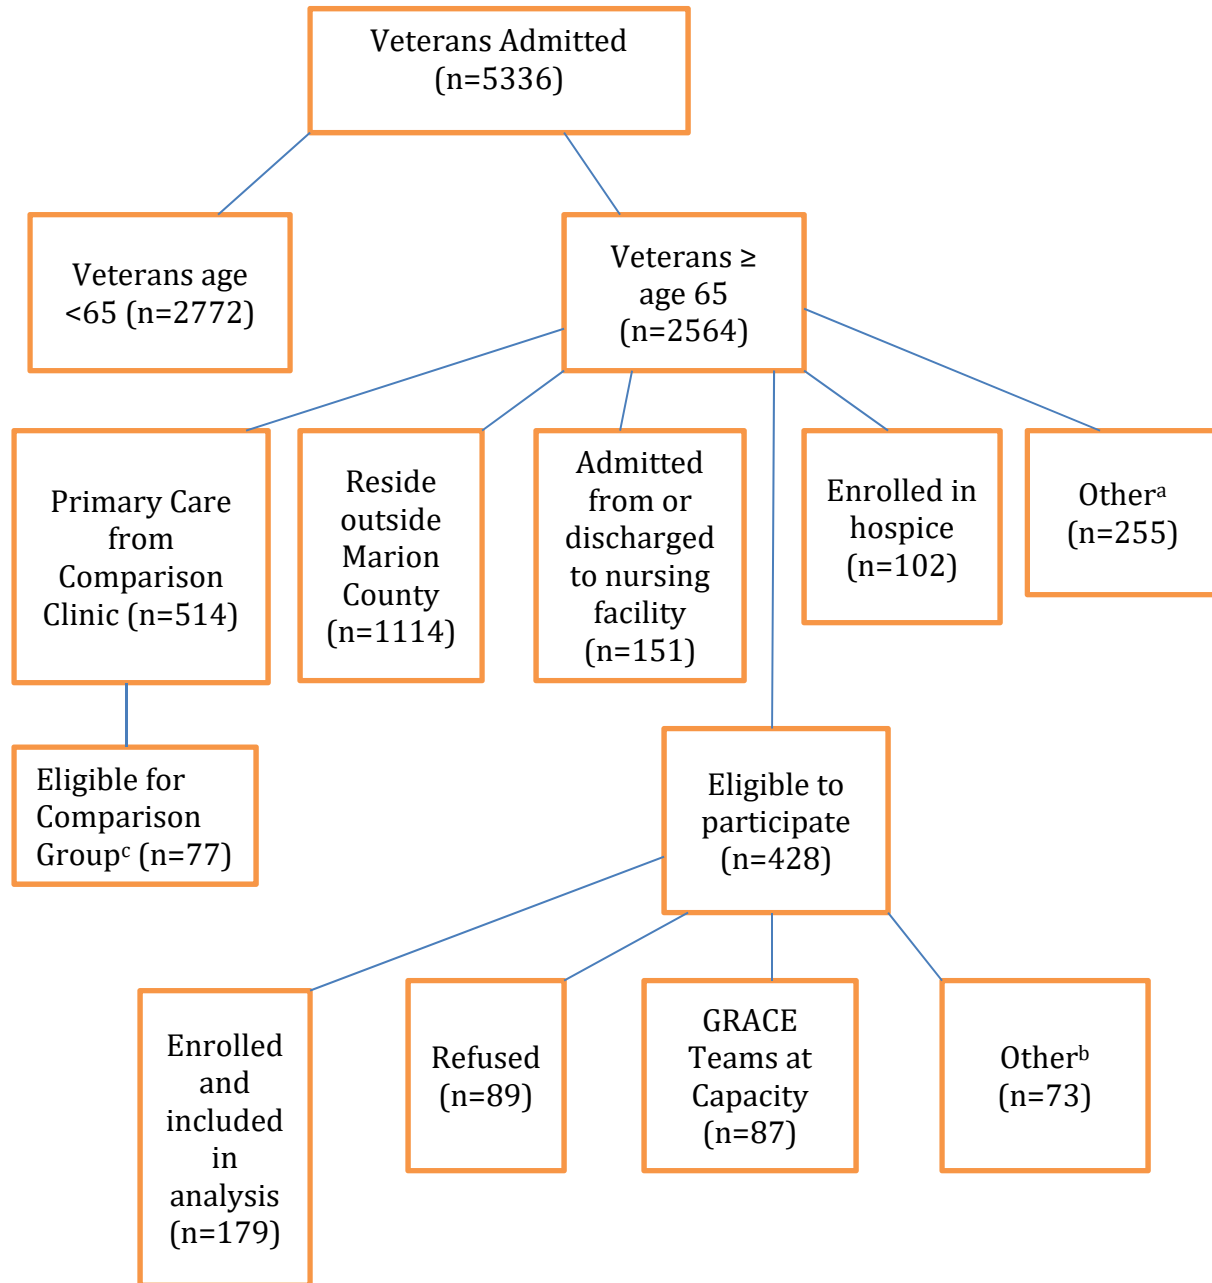 Veterans Admitted
(n=5336)
Veterans age
<65 (n=2772)
Veterans ≥
age 65
(n=2564)
Primary Care
from
Comparison
Clinic (n=514)
Reside
outside
Marion
County
(n=1114)
Admitted
from or
discharged
to nursing
facility
(n=151)
Enrolled in
hospice
(n=102)
Otherᵃ
(n=255)
Eligible for
Comparison
Groupᶜ (n=77)
Eligible to
participate
(n=428)
Enrolled
and
included
in
analysis
(n=179)
Refused
(n=89)
GRACE
Teams at
Capacity
(n=87)
Otherᵇ
(n=73)